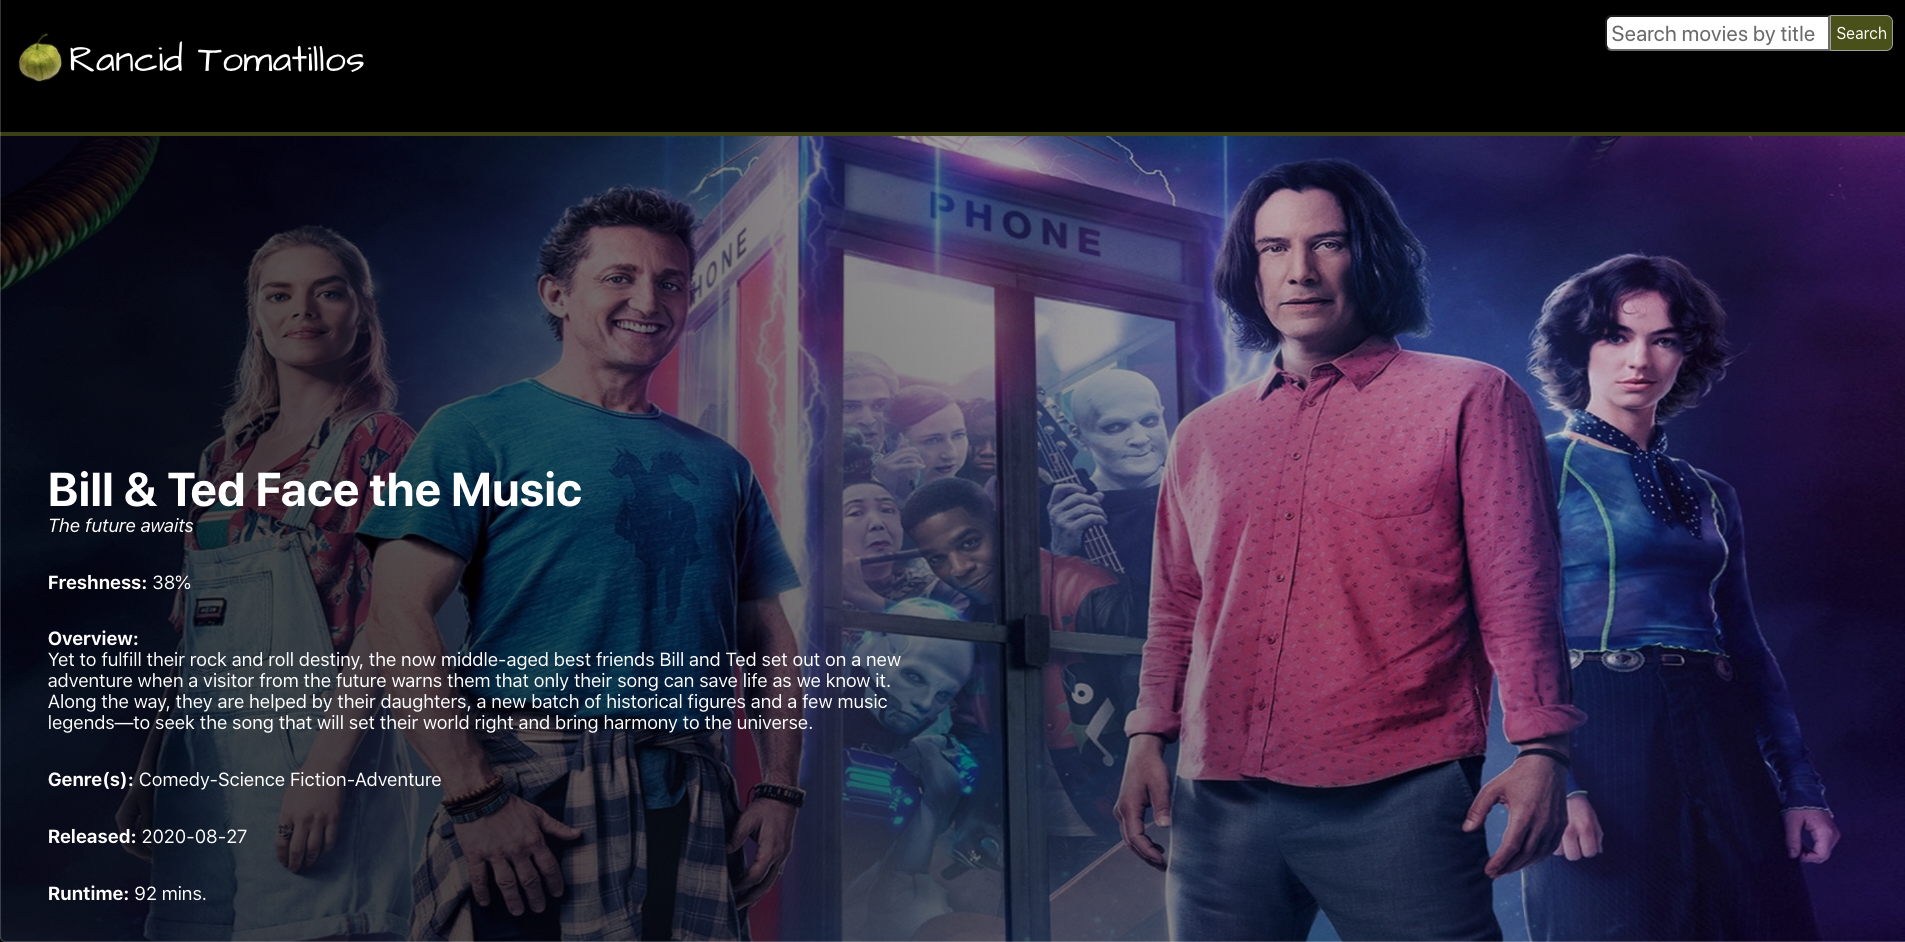 Rancid Tomatillos
Search movies by title
Search
PHONE
HONE
Bill & Ted Face the Music
The future awaits
Freshness: 38%
Overview:
Yet to fulfill their rock and roll destiny, the now middle-aged best friends Bill and Ted set out on a new
adventure when a visitor from the future warns them that only their song can save life as we know it.
Along the way, they are helped by their daughters, a new batch of historical figures and a few music
legends—to seek the song that will set their world right and bring harmony to the universe.
Genre(s): Comedy-Science Fiction-Adventure
Released: 2020-08-27
Runtime: 92 mins.